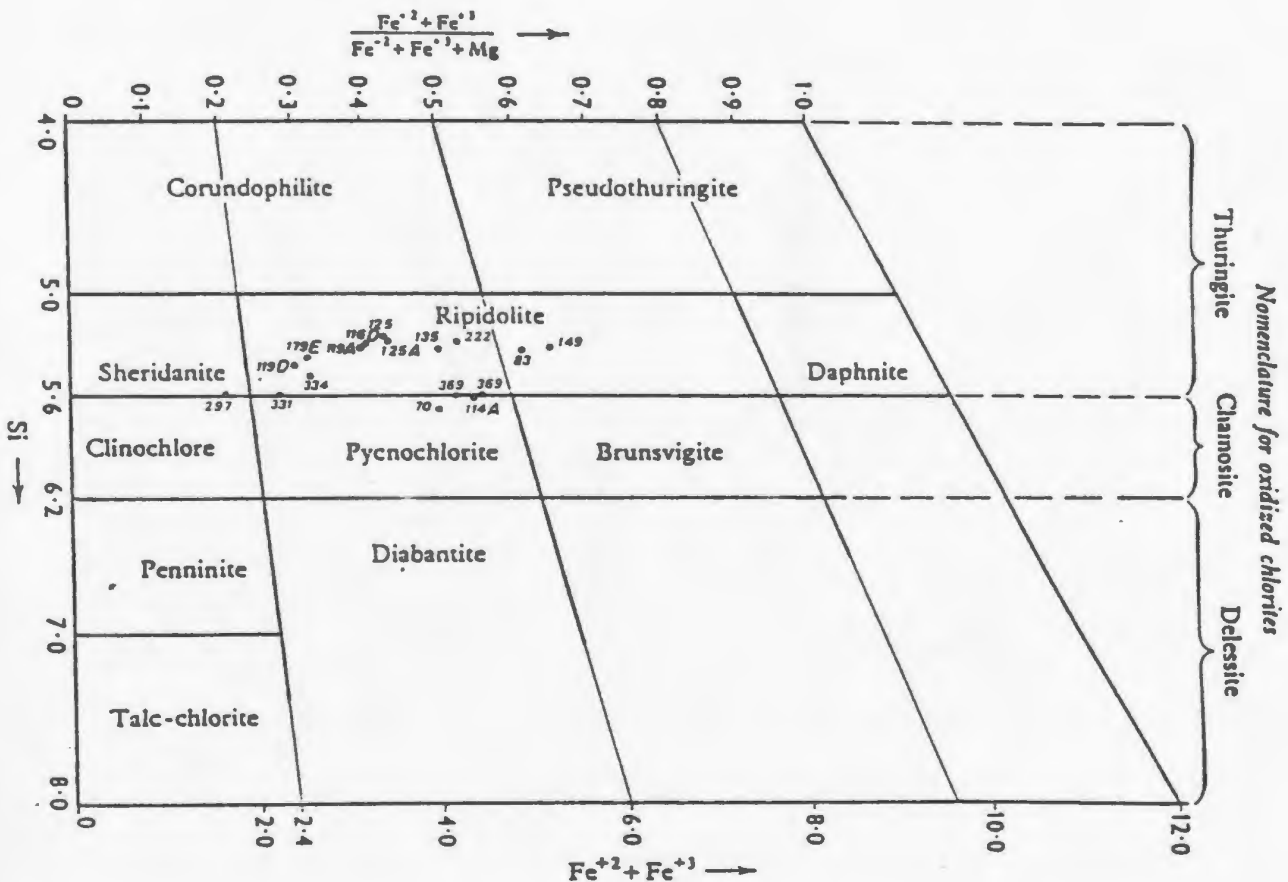 Fe⁺² + Fe⁺³
Fe⁺² + Fe⁺³ + Mg
0 0·1 0·2 0·3 0·4 0·5 0·6 0·7 0·8 0·9 1·0
4·0
Corundophilite Pseudothuringite
Thuringite
Nomenclature for oxidized chlorites
5·0
Ripidolite
125
116D
135
222
149
179E
119A
125A
83
119D
334
Sheridanite
Daphnite
369 369
5·6
297
331
70
114A
Chamosite
Si
Clinochlore Pycnochlorite Brunsvigite
6·2
Diabantite
Penninite
Delessite
7·0
Talc-chlorite
8·0
0 2·0 2·4 4·0 6·0 8·0 10·0 12·0
Fe⁺² + Fe⁺³